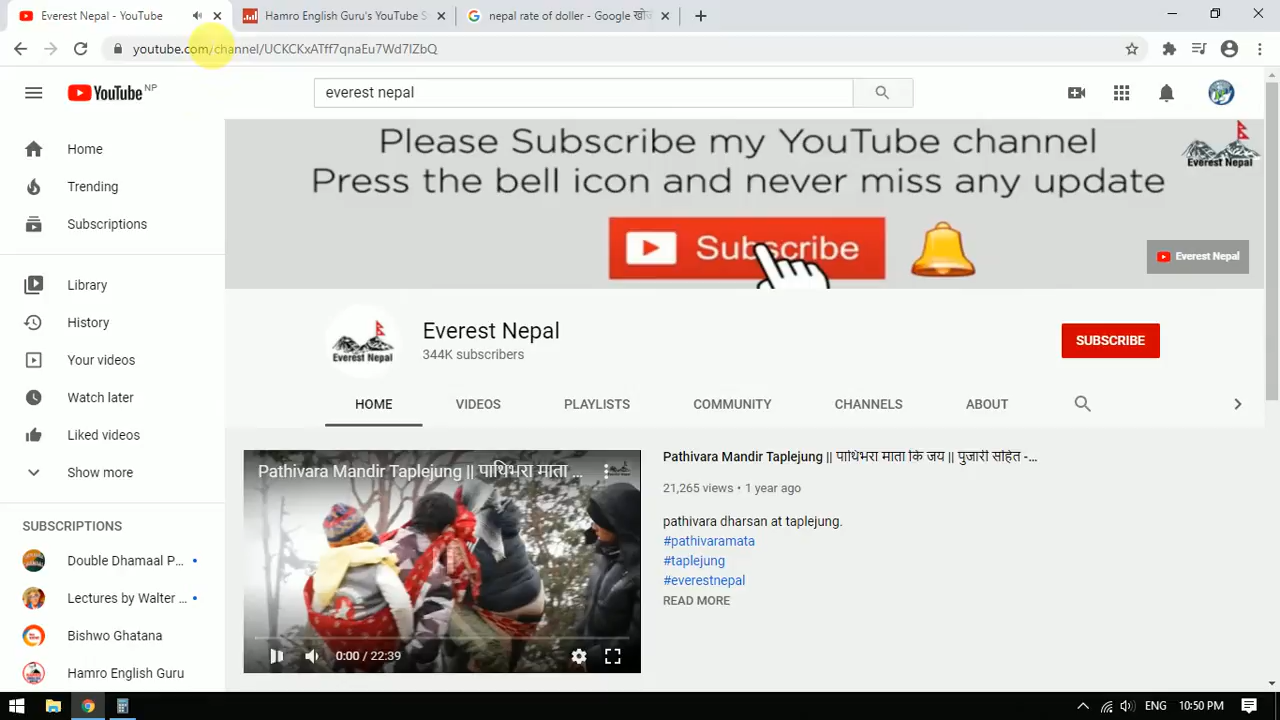 Everest Nepal - YouTube
Hamro English Guru's YouTube S
nepal rate of doller - Google खोज
youtube.com/channel/UCKCKxATff7qnaEu7Wd7IZbQ
YouTube NP
everest nepal
Please Subscribe my YouTube channel
Press the bell icon and never miss any update
Subscribe
Everest Nepal
Everest Nepal
Home
Trending
Subscriptions
Library
History
Your videos
Watch later
Liked videos
Show more
SUBSCRIPTIONS
Double Dhamaal P...
Lectures by Walter ...
Bishwo Ghatana
Hamro English Guru
Everest Nepal
Everest Nepal
344K subscribers
SUBSCRIBE
HOME VIDEOS PLAYLISTS COMMUNITY CHANNELS ABOUT
Pathivara Mandir Taplejung || पाथिभरा माता ...
0:00 / 22:39
Pathivara Mandir Taplejung || पाथिभरा माता कि जय || पुजारी सहित -...
21,265 views • 1 year ago
pathivara dharsan at taplejung.
#pathivaramata
#taplejung
#everestnepal
READ MORE
ENG 10:50 PM